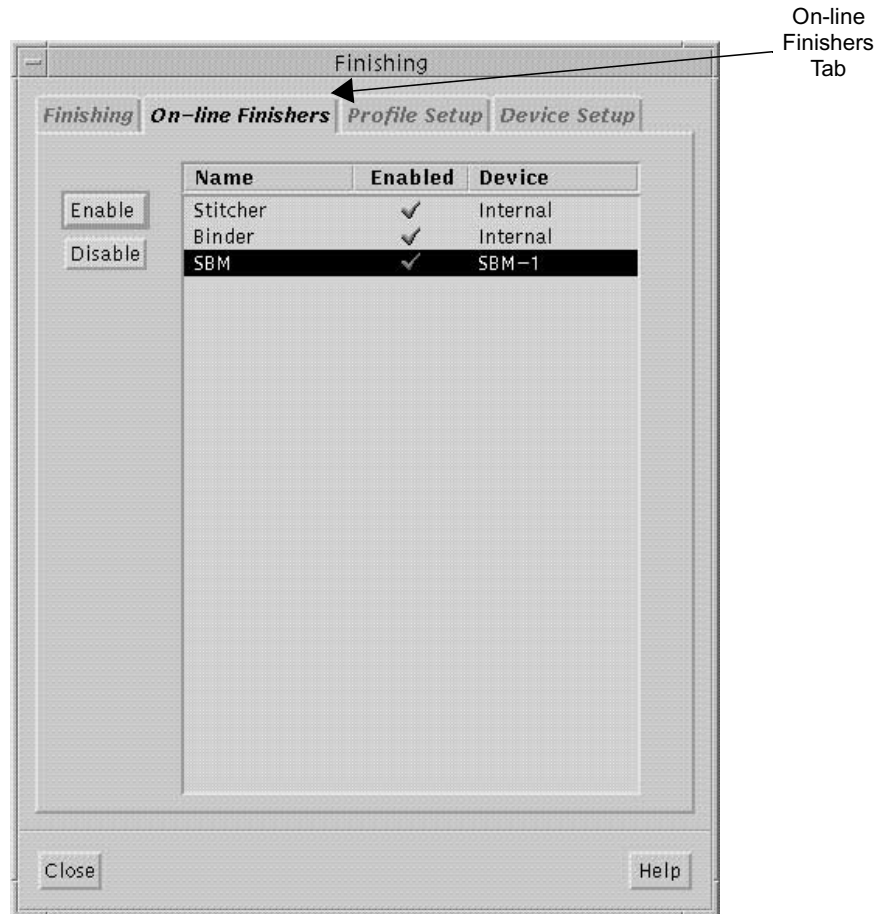 On-line
Finishers
Tab
Finishing
Finishing On-line Finishers Profile Setup Device Setup
Name Enabled Device
Enable
Stitcher Internal
Binder Internal
Disable
SBM SBM-1
Close Help